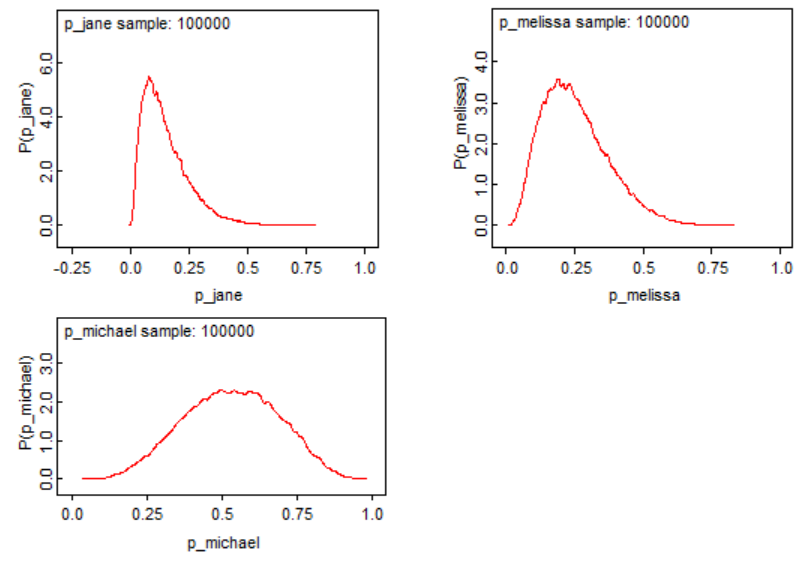 p_jane sample: 100000
P(p_jane)
6.0
4.0
2.0
0.0
-0.25 0.0 0.25 0.5 0.75 1.0
p_jane
p_melissa sample: 100000
P(p_melissa)
4.0
3.0
2.0
1.0
0.0
0.0 0.25 0.5 0.75 1.0
p_melissa
p_michael sample: 100000
P(p_michael)
3.0
2.0
1.0
0.0
0.0 0.25 0.5 0.75 1.0
p_michael